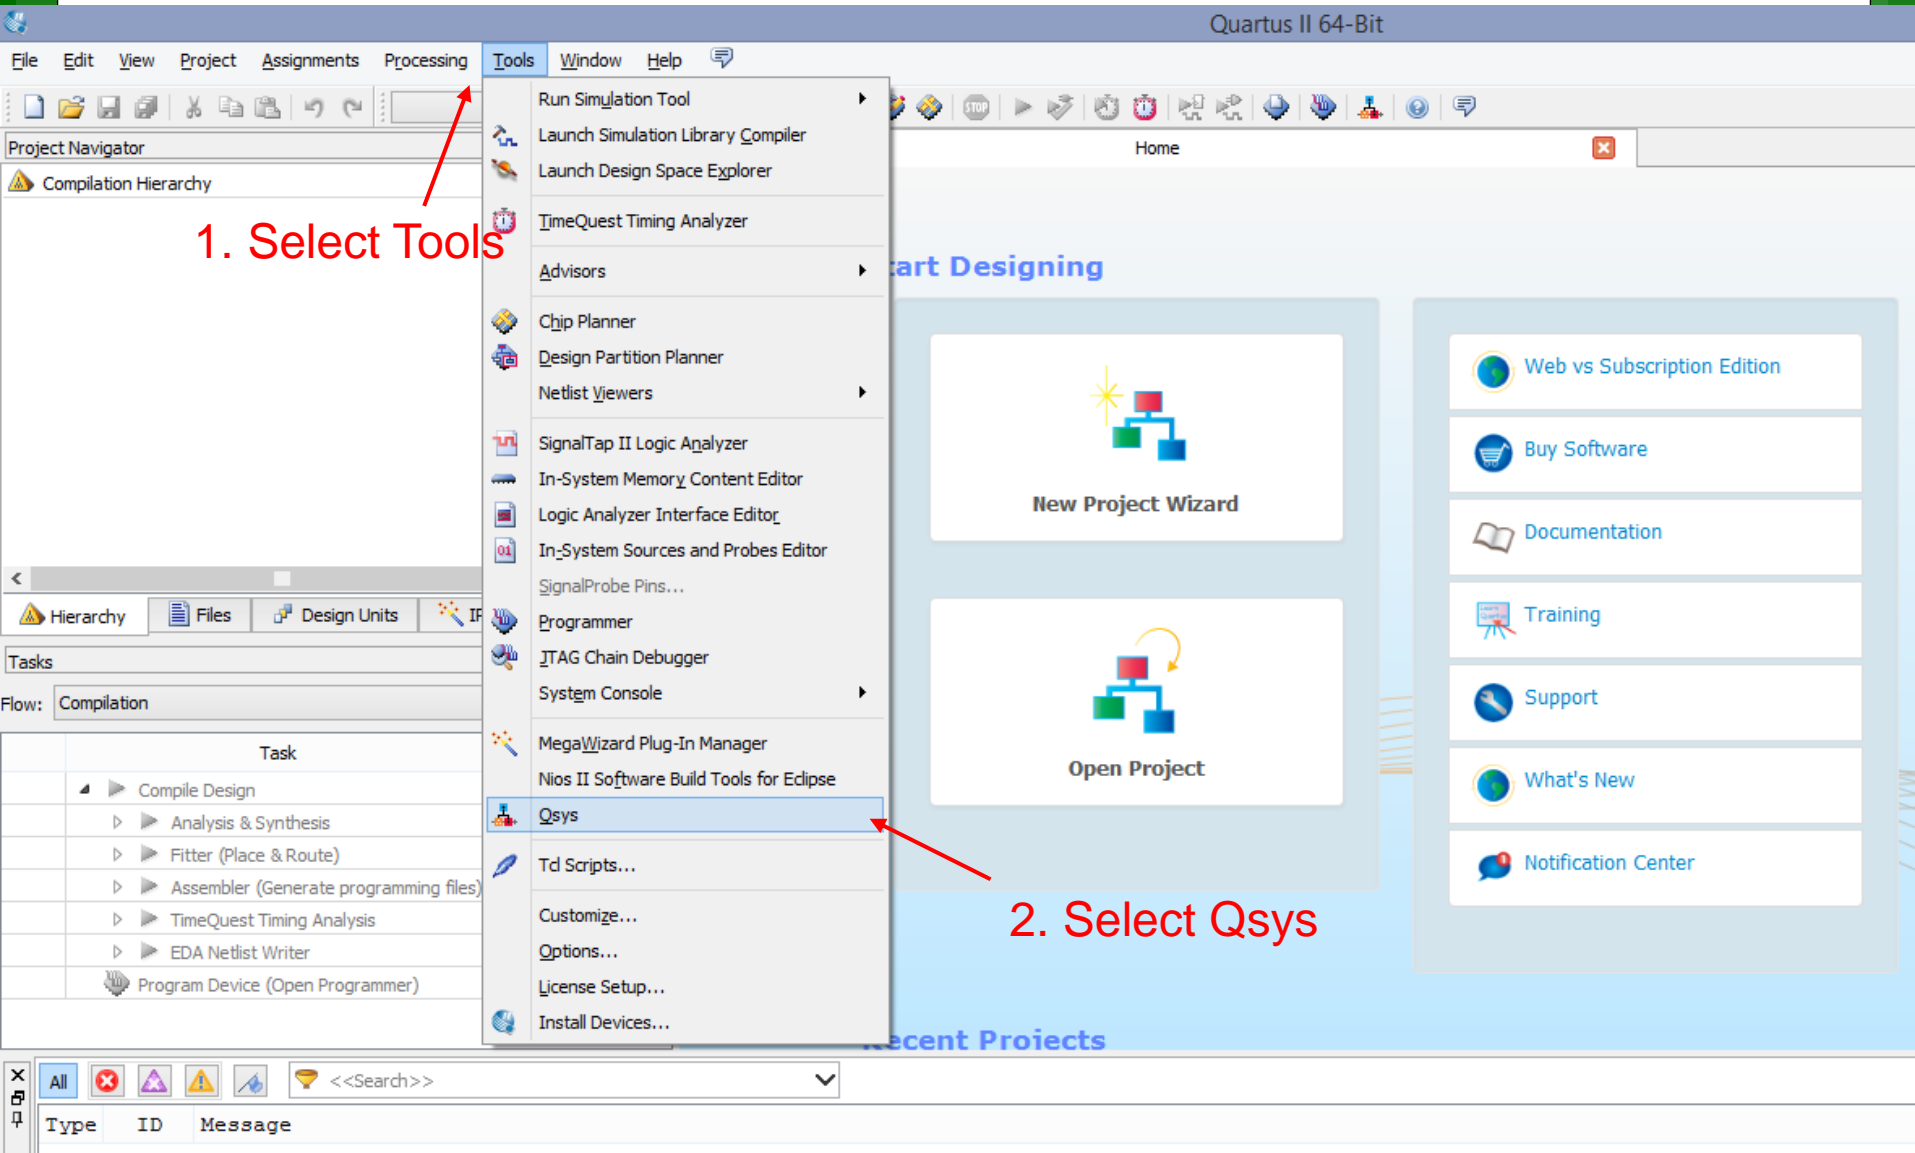 Quartus II 64-Bit
File Edit View Project Assignments Processing Tools Window Help
STOP
Project Navigator
Home
Compilation Hierarchy
1. Select Tools
Run Simulation Tool
Launch Simulation Library Compiler
Launch Design Space Explorer
TimeQuest Timing Analyzer
Advisors
Chip Planner
Design Partition Planner
Netlist Viewers
SignalTap II Logic Analyzer
In-System Memory Content Editor
Logic Analyzer Interface Editor
In-System Sources and Probes Editor
SignalProbe Pins...
Programmer
JTAG Chain Debugger
System Console
MegaWizard Plug-In Manager
Nios II Software Build Tools for Eclipse
Qsys
Tcl Scripts...
Customize...
Options...
License Setup...
Install Devices...
2. Select Qsys
art Designing
New Project Wizard
Open Project
Web vs Subscription Edition
Buy Software
Documentation
Training
Support
What's New
Notification Center
ecent Projects
Hierarchy Files Design Units IP
Tasks
Flow: Compilation
Task
Compile Design
Analysis & Synthesis
Fitter (Place & Route)
Assembler (Generate programming files)
TimeQuest Timing Analysis
EDA Netlist Writer
Program Device (Open Programmer)
All <<Search>>
Type ID Message